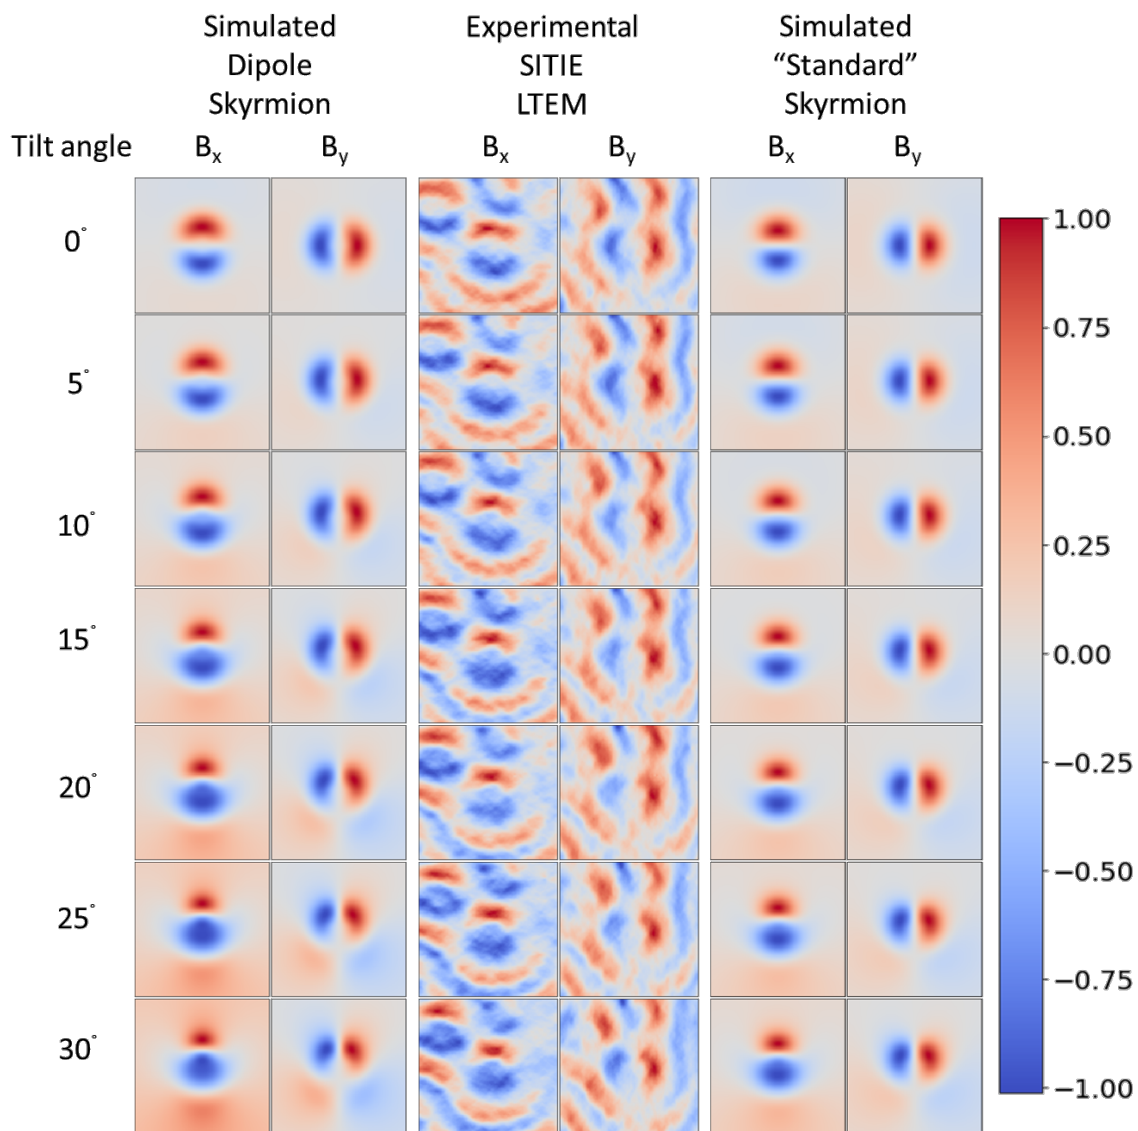 Simulated
Dipole
Skyrmion
Experimental
SITIE
LTEM
Simulated
“Standard”
Skyrmion
Tilt angle Bx By Bx By Bx By
0°
5°
10°
15°
20°
25°
30°
1.00
0.75
0.50
0.25
0.00
−0.25
−0.50
−0.75
−1.00